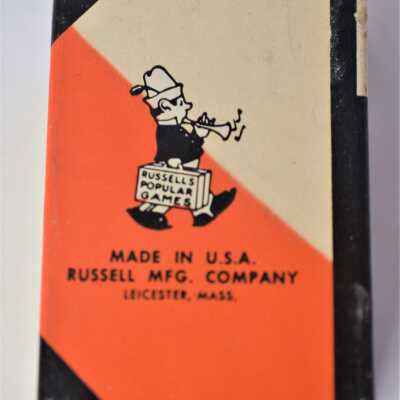 RUSSELLS
POPULAR
GAMES
MADE IN U.S.A.
RUSSELL MFG. COMPANY
LEICESTER, MASS.